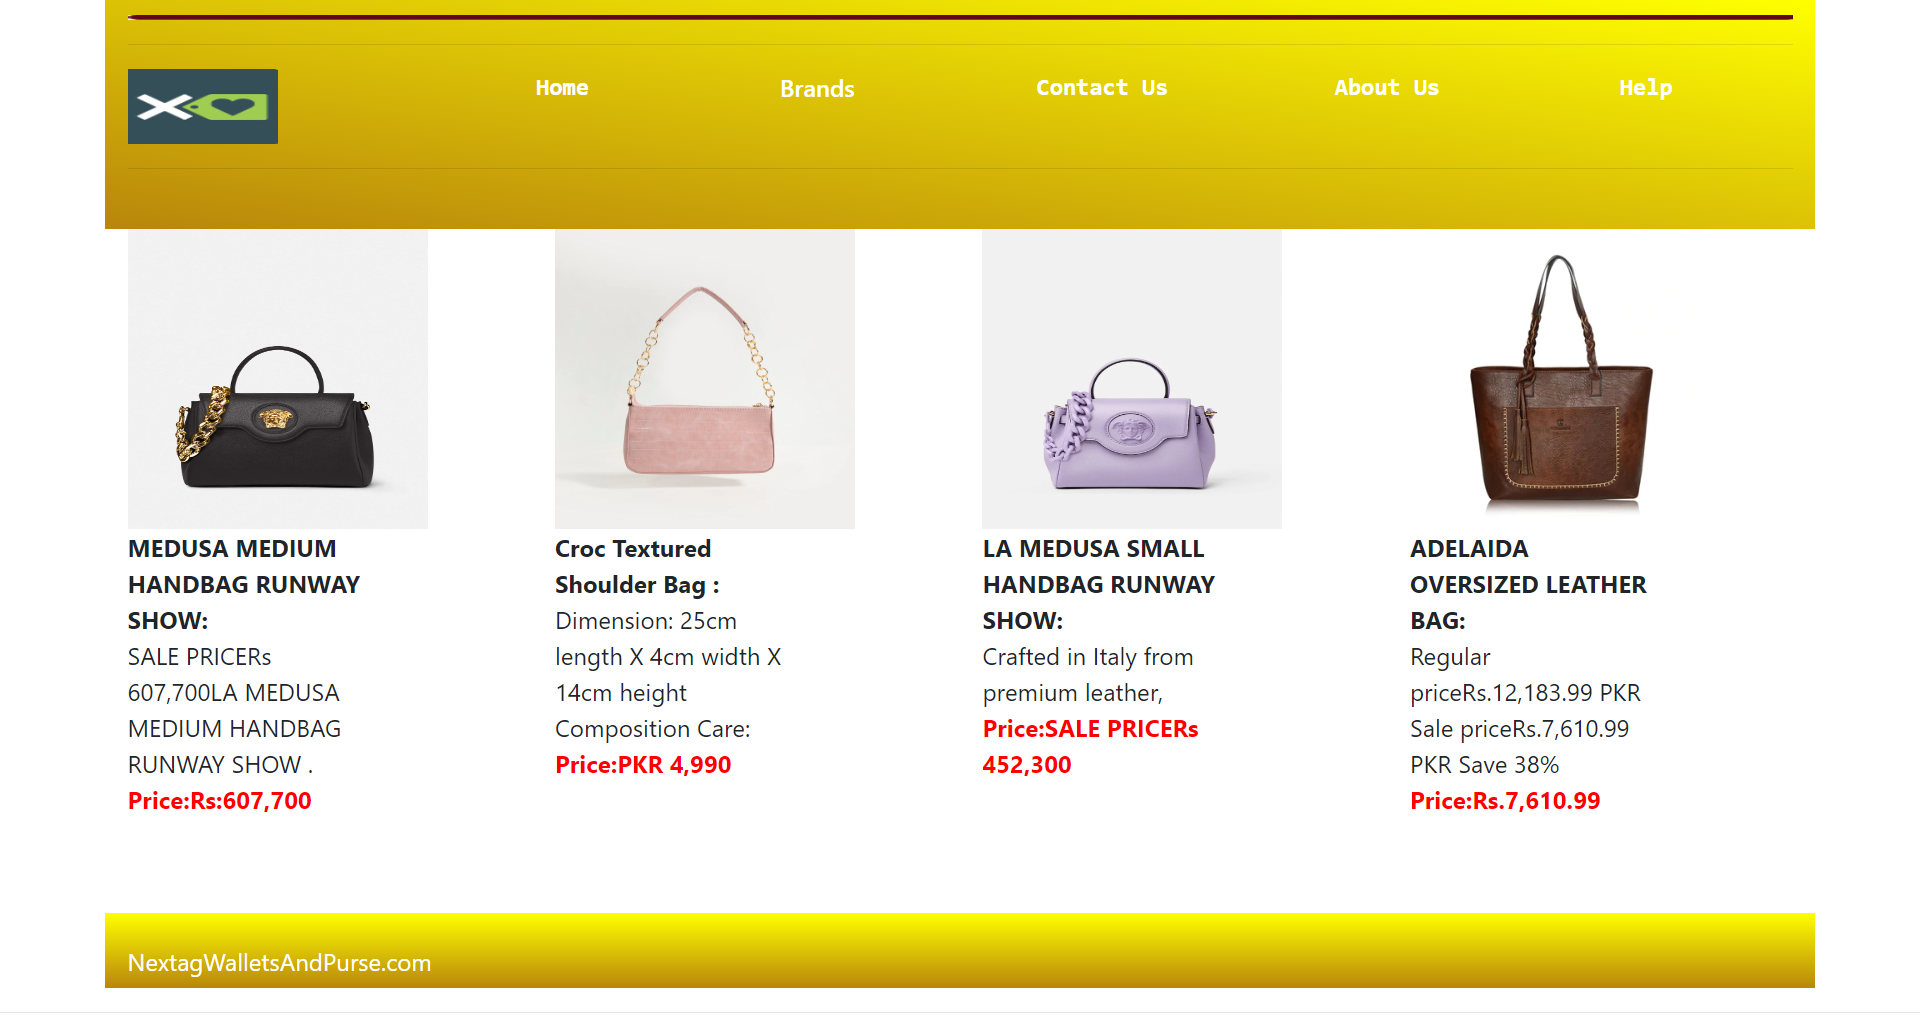 Home
Brands
Contact Us
About Us
Help
MEDUSA MEDIUM
HANDBAG RUNWAY
SHOW:
SALE PRICERs
607,700LA MEDUSA
MEDIUM HANDBAG
RUNWAY SHOW .
Price:Rs:607,700
Croc Textured
Shoulder Bag :
Dimension: 25cm
length X 4cm width X
14cm height
Composition Care:
Price:PKR 4,990
LA MEDUSA SMALL
HANDBAG RUNWAY
SHOW:
Crafted in Italy from
premium leather,
Price:SALE PRICERs
452,300
ADELAIDA
OVERSIZED LEATHER
BAG:
Regular
priceRs.12,183.99 PKR
Sale priceRs.7,610.99
PKR Save 38%
Price:Rs.7,610.99
NextagWalletsAndPurse.com